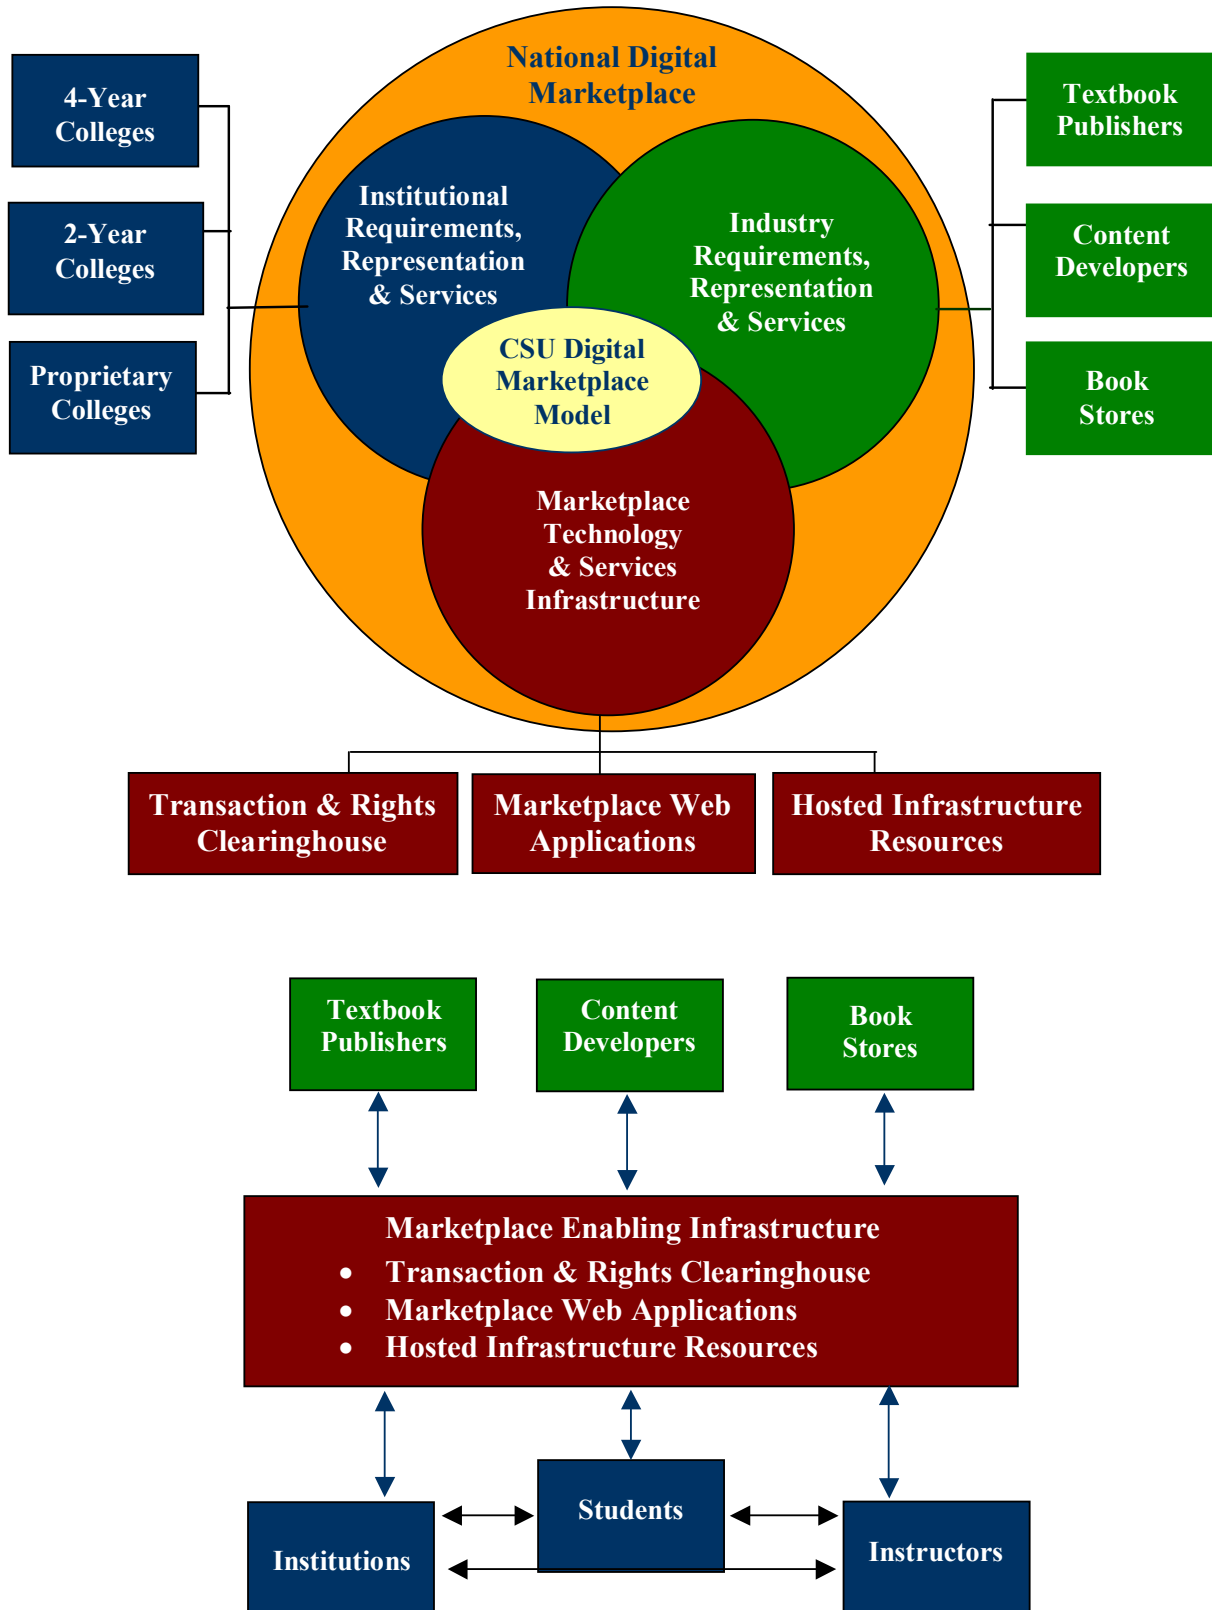 National Digital
Marketplace
4-Year
Colleges
2-Year
Colleges
Proprietary
Colleges
Institutional
Requirements,
Representation
& Services
Industry
Requirements,
Representation
& Services
CSU Digital
Marketplace
Model
Marketplace
Technology
& Services
Infrastructure
Textbook
Publishers
Content
Developers
Book
Stores
Transaction & Rights
Clearinghouse
Marketplace Web
Applications
Hosted Infrastructure
Resources
Textbook
Publishers
Content
Developers
Book
Stores
Marketplace Enabling Infrastructure
• Transaction & Rights Clearinghouse
• Marketplace Web Applications
• Hosted Infrastructure Resources
Institutions
Students
Instructors